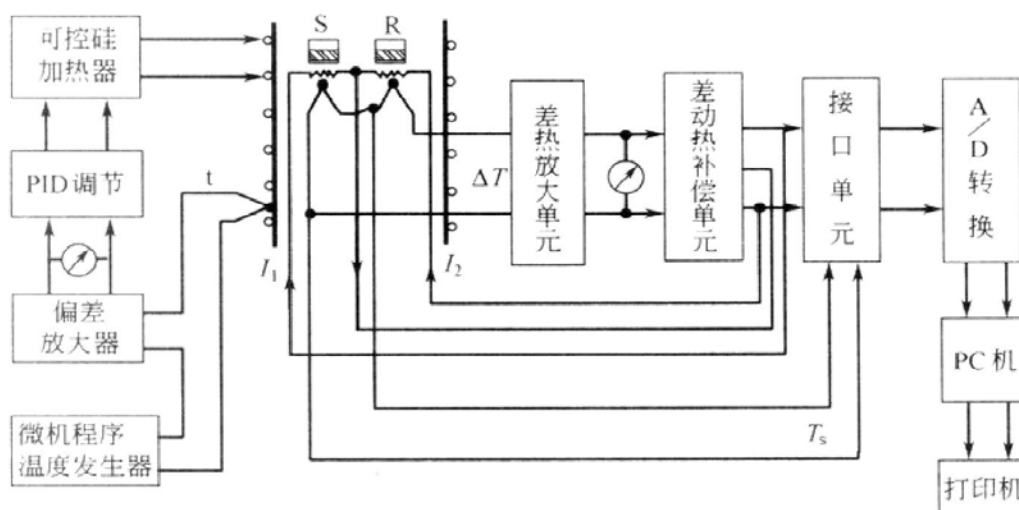 可控硅
加热器
PID调节
t
偏差
放大器
微机程序
温度发生器
S
R
I₁
I₂
ΔT
差热放大单元
差动热补偿单元
接口单元
A/D转换
Tₛ
PC机
打印机